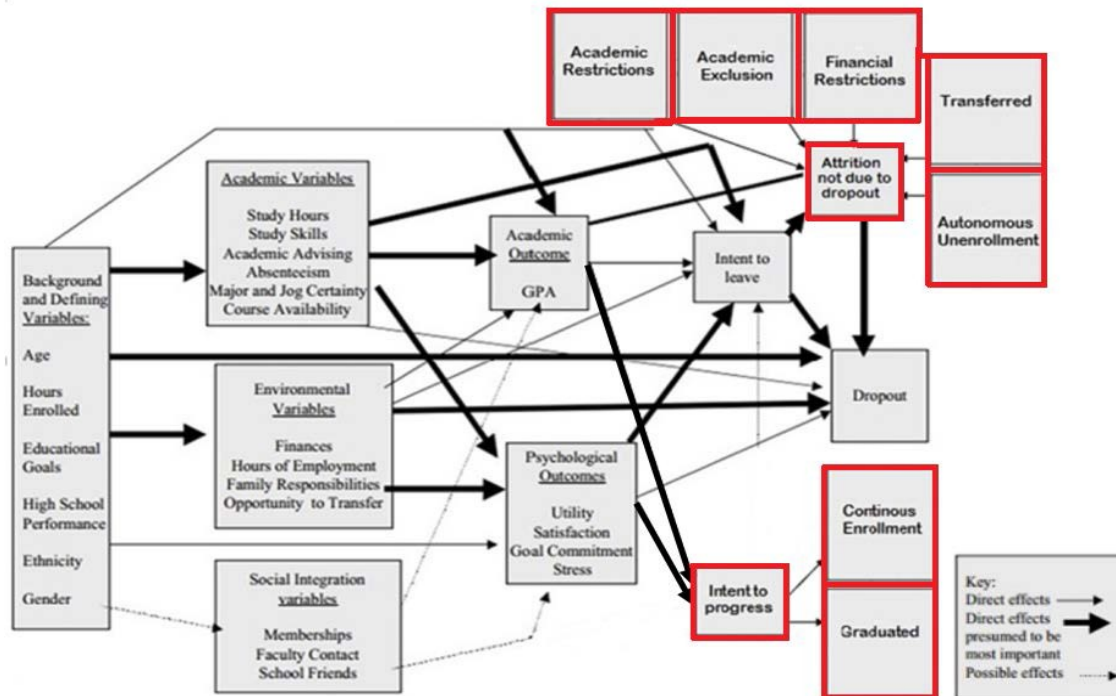 Academic
Restrictions
Academic
Exclusion
Financial
Restrictions
Transferred
Attrition
not due to
dropout
Autonomous
Unenrollment
Academic Variables
Study Hours
Study Skills
Academic Advising
Absenteeism
Major and Jog Certainty
Course Availability
Academic
Outcome
GPA
Intent to
leave
Background
and Defining
Variables:
Age
Hours
Enrolled
Educational
Goals
High School
Performance
Ethnicity
Gender
Environmental
Variables
Finances
Hours of Employment
Family Responsibilities
Opportunity to Transfer
Dropout
Psychological
Outcomes
Utility
Satisfaction
Goal Commitment
Stress
Social Integration
variables
Memberships
Faculty Contact
School Friends
Intent to
progress
Continous
Enrollment
Graduated
Key:
Direct effects
Direct effects
presumed to be
most important
Possible effects